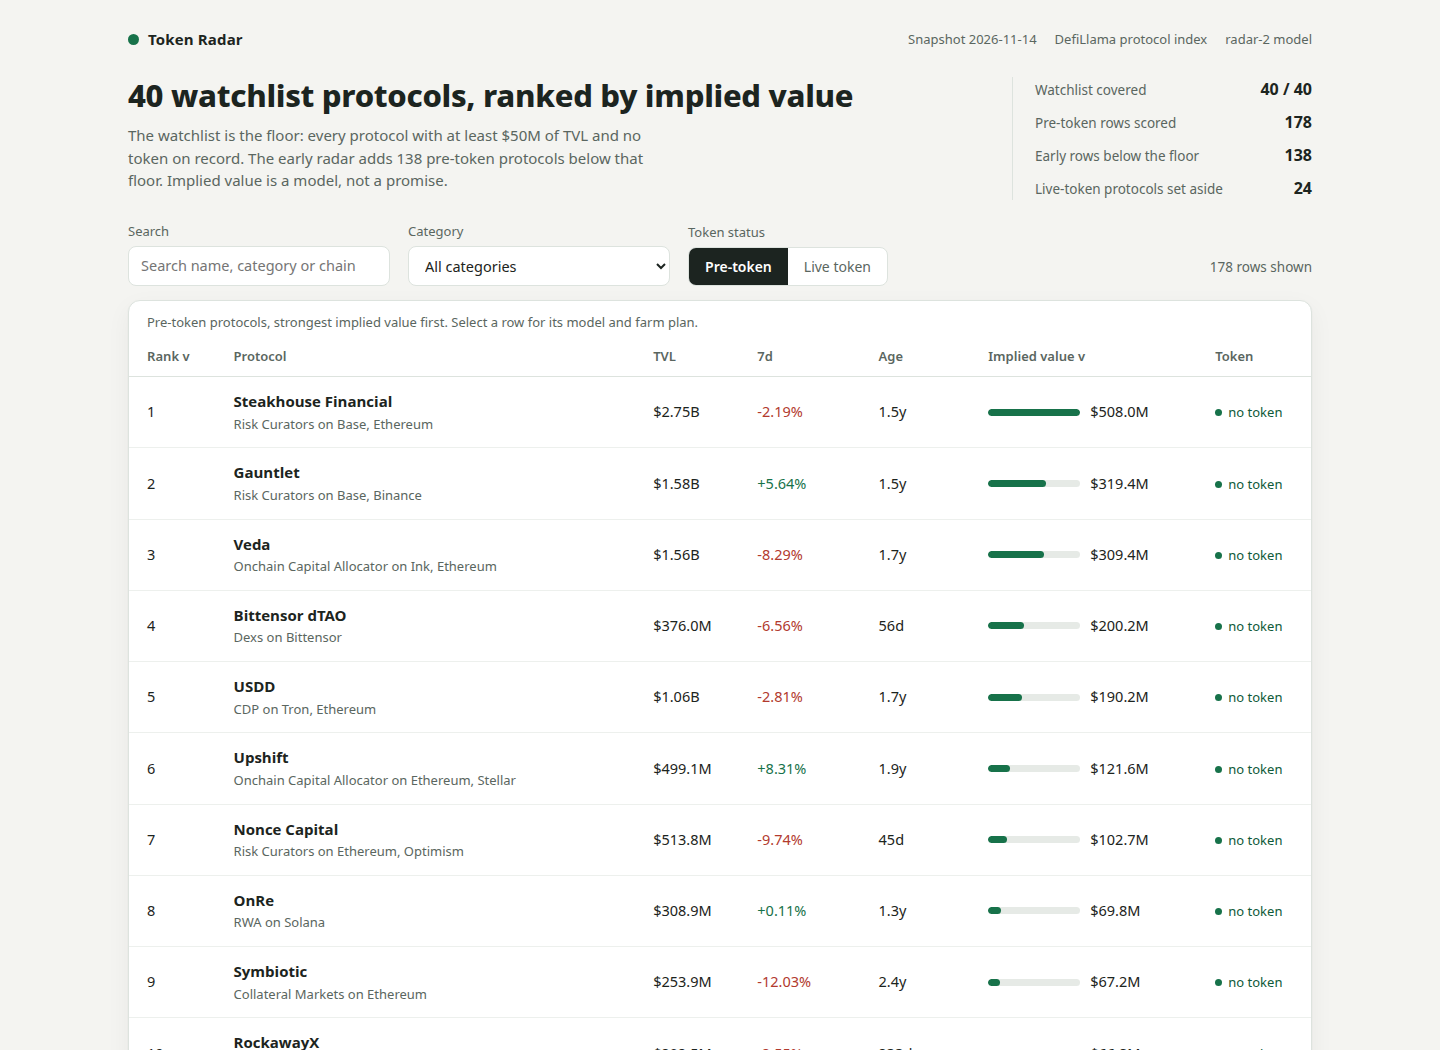 Token Radar
Snapshot 2026-11-14 DefiLlama protocol index radar-2 model
40 watchlist protocols, ranked by implied value
The watchlist is the floor: every protocol with at least $50M of TVL and no
token on record. The early radar adds 138 pre-token protocols below that
floor. Implied value is a model, not a promise.
Watchlist covered 40 / 40
Pre-token rows scored 178
Early rows below the floor 138
Live-token protocols set aside 24
Search
Search name, category or chain
Category
All categories
Token status
Pre-token Live token
178 rows shown
Pre-token protocols, strongest implied value first. Select a row for its model and farm plan.
Rank v Protocol TVL 7d Age Implied value v Token
1 Steakhouse Financial $2.75B -2.19% 1.5y $508.0M no token
Risk Curators on Base, Ethereum
2 Gauntlet $1.58B +5.64% 1.5y $319.4M no token
Risk Curators on Base, Binance
3 Veda $1.56B -8.29% 1.7y $309.4M no token
Onchain Capital Allocator on Ink, Ethereum
4 Bittensor dTAO $376.0M -6.56% 56d $200.2M no token
Dexs on Bittensor
5 USDD $1.06B -2.81% 1.7y $190.2M no token
CDP on Tron, Ethereum
6 Upshift $499.1M +8.31% 1.9y $121.6M no token
Onchain Capital Allocator on Ethereum, Stellar
7 Nonce Capital $513.8M -9.74% 45d $102.7M no token
Risk Curators on Ethereum, Optimism
8 OnRe $308.9M +0.11% 1.3y $69.8M no token
RWA on Solana
9 Symbiotic $253.9M -12.03% 2.4y $67.2M no token
Collateral Markets on Ethereum
RockawayX